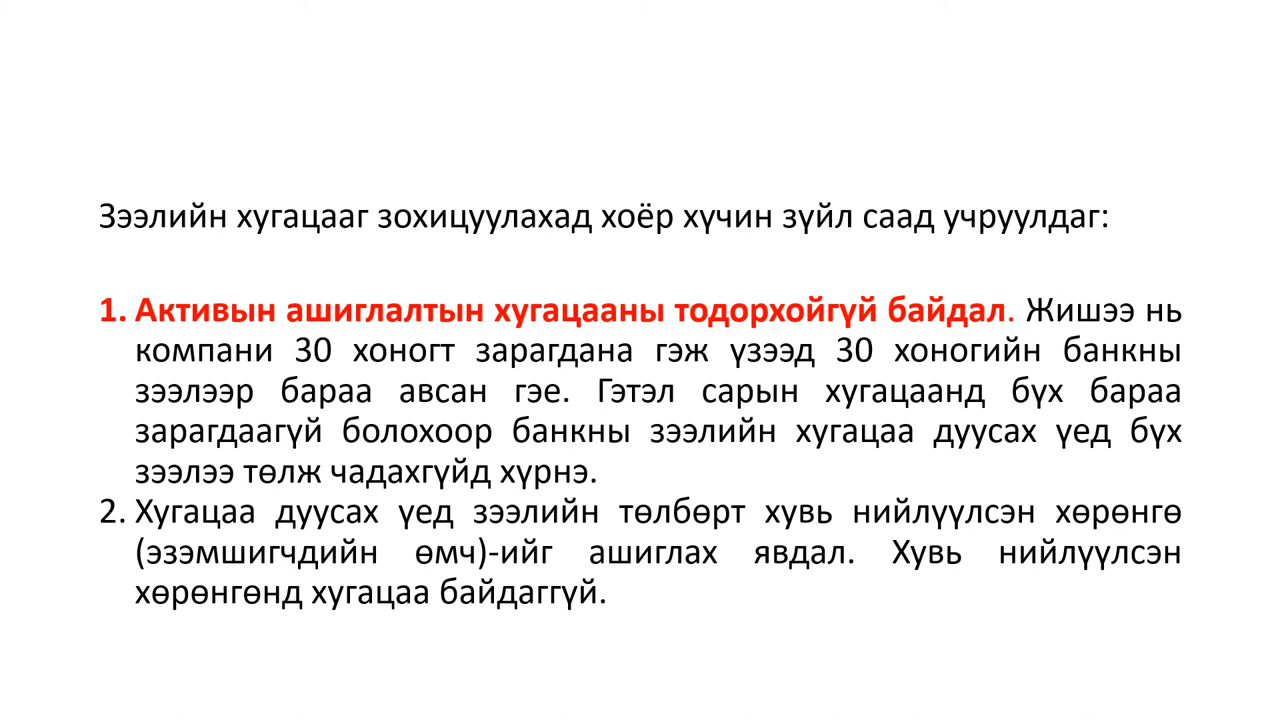 Зээлийн хугацааг зохицуулахад хоёр хүчин зүйл саад учруулдаг:
1. Активын ашиглалтын хугацааны тодорхойгүй байдал. Жишээ нь
компани 30 хоногт зарагдана гэж үзээд 30 хоногийн банкны
зээлээр бараа авсан гэе. Гэтэл сарын хугацаанд бүх бараа
зарагдаагүй болохоор банкны зээлийн хугацаа дуусах үед бүх
зээлээ төлж чадахгүйд хүрнэ.
2. Хугацаа дуусах үед зээлийн төлбөрт хувь нийлүүлсэн хөрөнгө
(эзэмшигчдийн өмч)-ийг ашиглах явдал. Хувь нийлүүлсэн
хөрөнгөнд хугацаа байдаггүй.